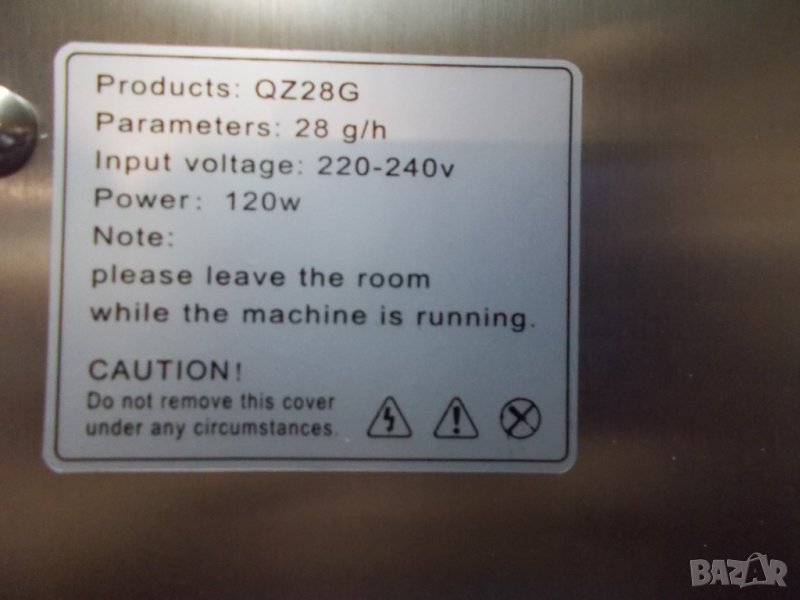 Products: QZ28G
Parameters: 28 g/h
Input voltage: 220-240v
Power: 120w
Note:
please leave the room
while the machine is running.
CAUTION!
Do not remove this cover
under any circumstances.
BAZAR